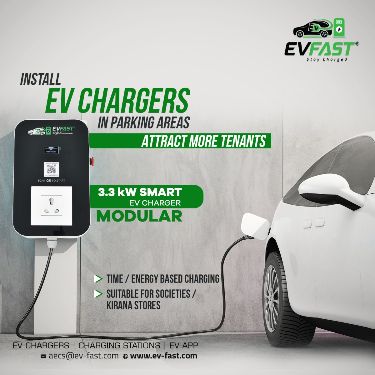 EVFAST®
Stay Charged
INSTALL
EV CHARGERS
IN PARKING AREAS
ATTRACT MORE TENANTS
EVFAST
3.3 kW SMART
EV CHARGER
MODULAR
TIME / ENERGY BASED CHARGING
SUITABLE FOR SOCIETIES /
KIRANA STORES
EV CHARGERS | CHARGING STATIONS | EV APP
aecs@ev-fast.com www.ev-fast.com